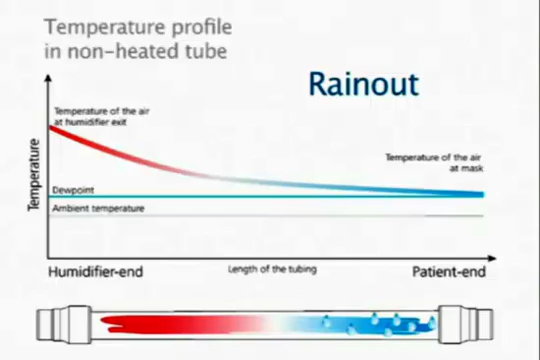 Temperature profile
in non-heated tube
Rainout
Temperature of the air
at humidifier exit
Temperature of the air
at mask
Temperature
Dewpoint
Ambient temperature
Humidifier-end
Length of the tubing
Patient-end